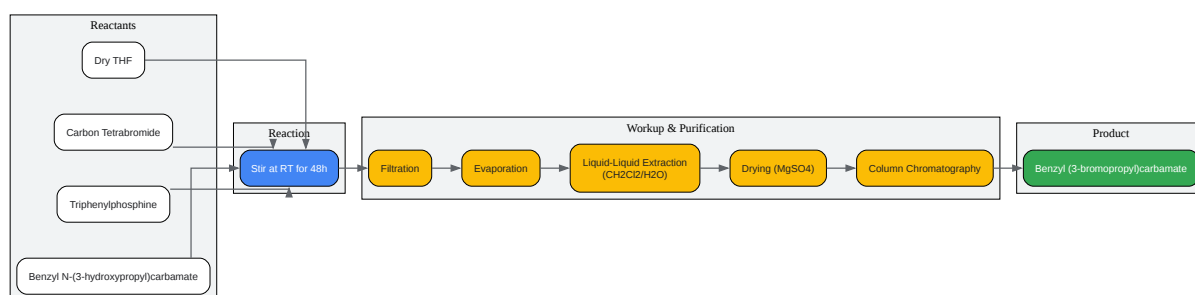 Reactants
Dry THF
Carbon Tetrabromide
Triphenylphosphine
Benzyl N-(3-hydroxypropyl)carbamate
Reaction
Stir at RT for 48h
Workup & Purification
Filtration
Evaporation
Liquid-Liquid Extraction
(CH2Cl2/H2O)
Drying (MgSO4)
Column Chromatography
Product
Benzyl (3-bromopropyl)carbamate